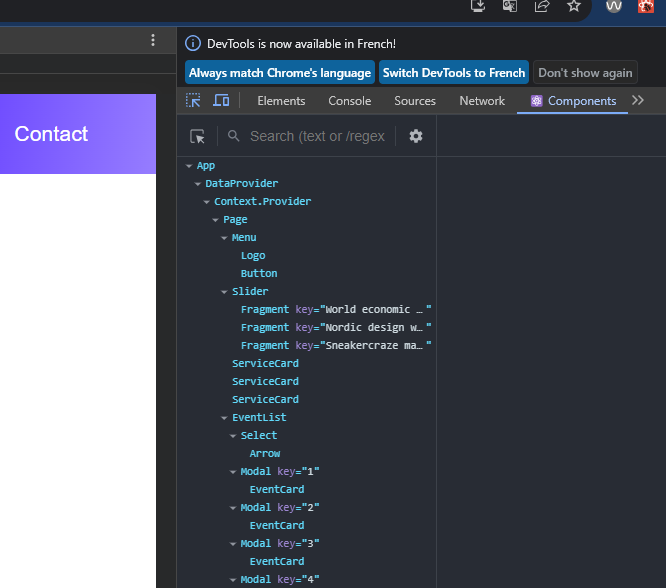 DevTools is now available in French!
Always match Chrome's language Switch DevTools to French Don't show again
Elements Console Sources Network Components
Contact
Search (text or /regex
App
DataProvider
Context.Provider
Page
Menu
Logo
Button
Slider
Fragment key="World economic …"
Fragment key="Nordic design w…"
Fragment key="Sneakercraze ma…"
ServiceCard
ServiceCard
ServiceCard
EventList
Select
Arrow
Modal key="1"
EventCard
Modal key="2"
EventCard
Modal key="3"
EventCard
Modal key="4"